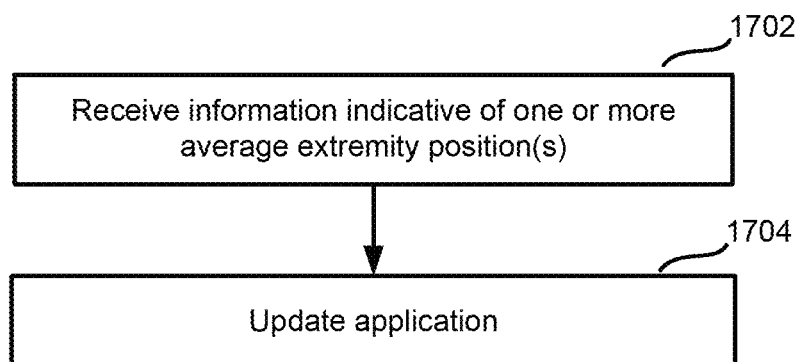 1702
Receive information indicative of one or more
average extremity position(s)
1704
Update application